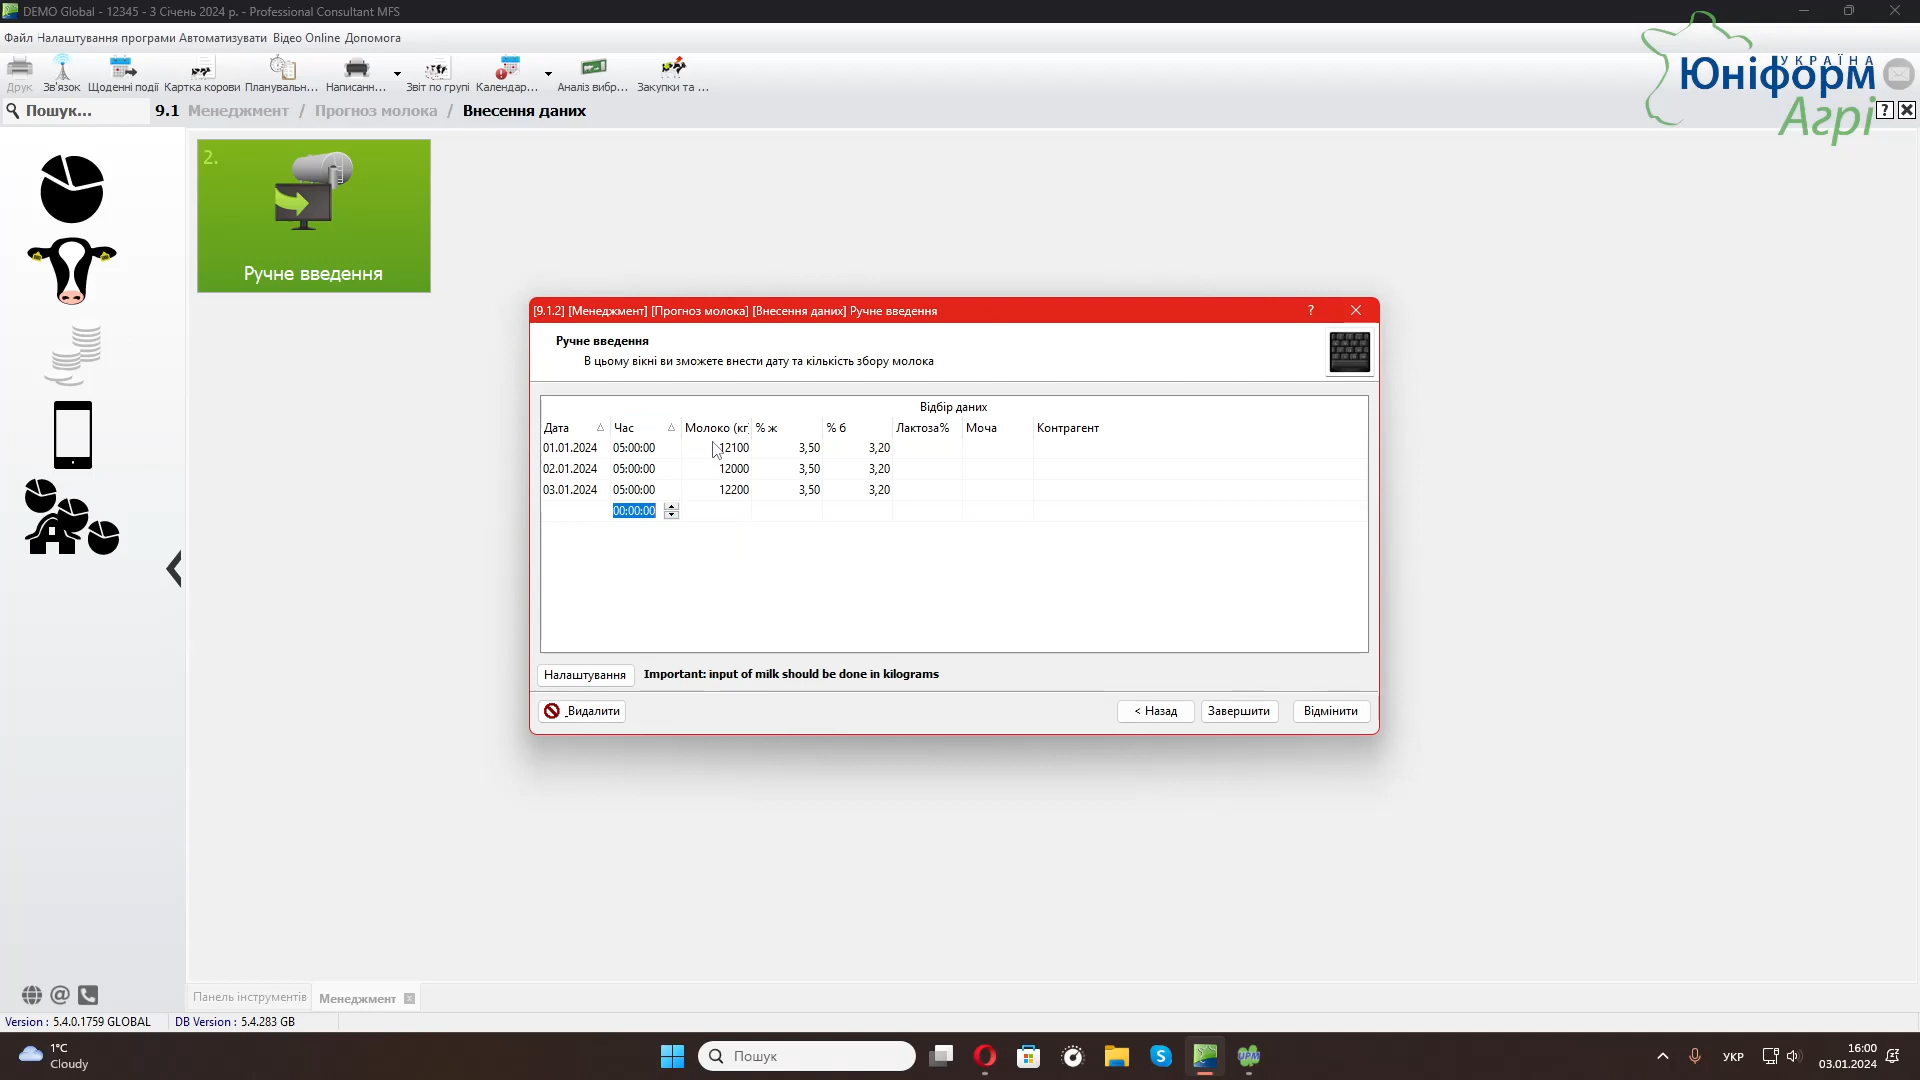 DEMO Global - 12345 - 3 Січень 2024 р. - Professional Consultant MFS
Файл Налаштування програми Автоматизувати Відео Online Допомога
Друк Зв'язок Щоденні події Картка корови Планувальн... Написанн... Звіт по групі Календар... Аналіз вибр... Закупки та ...
УКРАЇНА
Юніформ
Агрі
Пошук... 9.1 Менеджмент / Прогноз молока / Внесення даних
2.
Ручне введення
[9.1.2] [Менеджмент] [Прогноз молока] [Внесення даних] Ручне введення
Ручне введення
В цьому вікні ви зможете внести дату та кількість збору молока
Відбір даних
Дата Час Молоко (кг) % ж % б Лактоза% Моча Контрагент
01.01.2024 05:00:00 12100 3,50 3,20
02.01.2024 05:00:00 12000 3,50 3,20
03.01.2024 05:00:00 12200 3,50 3,20
00:00:00
Налаштування Important: input of milk should be done in kilograms
Видалити < Назад Завершити Відмінити
Панель інструментів Менеджмент
Version : 5.4.0.1759 GLOBAL DB Version : 5.4.283 GB
1°C
Cloudy
Пошук
UPM
УКР
16:00
03.01.2024